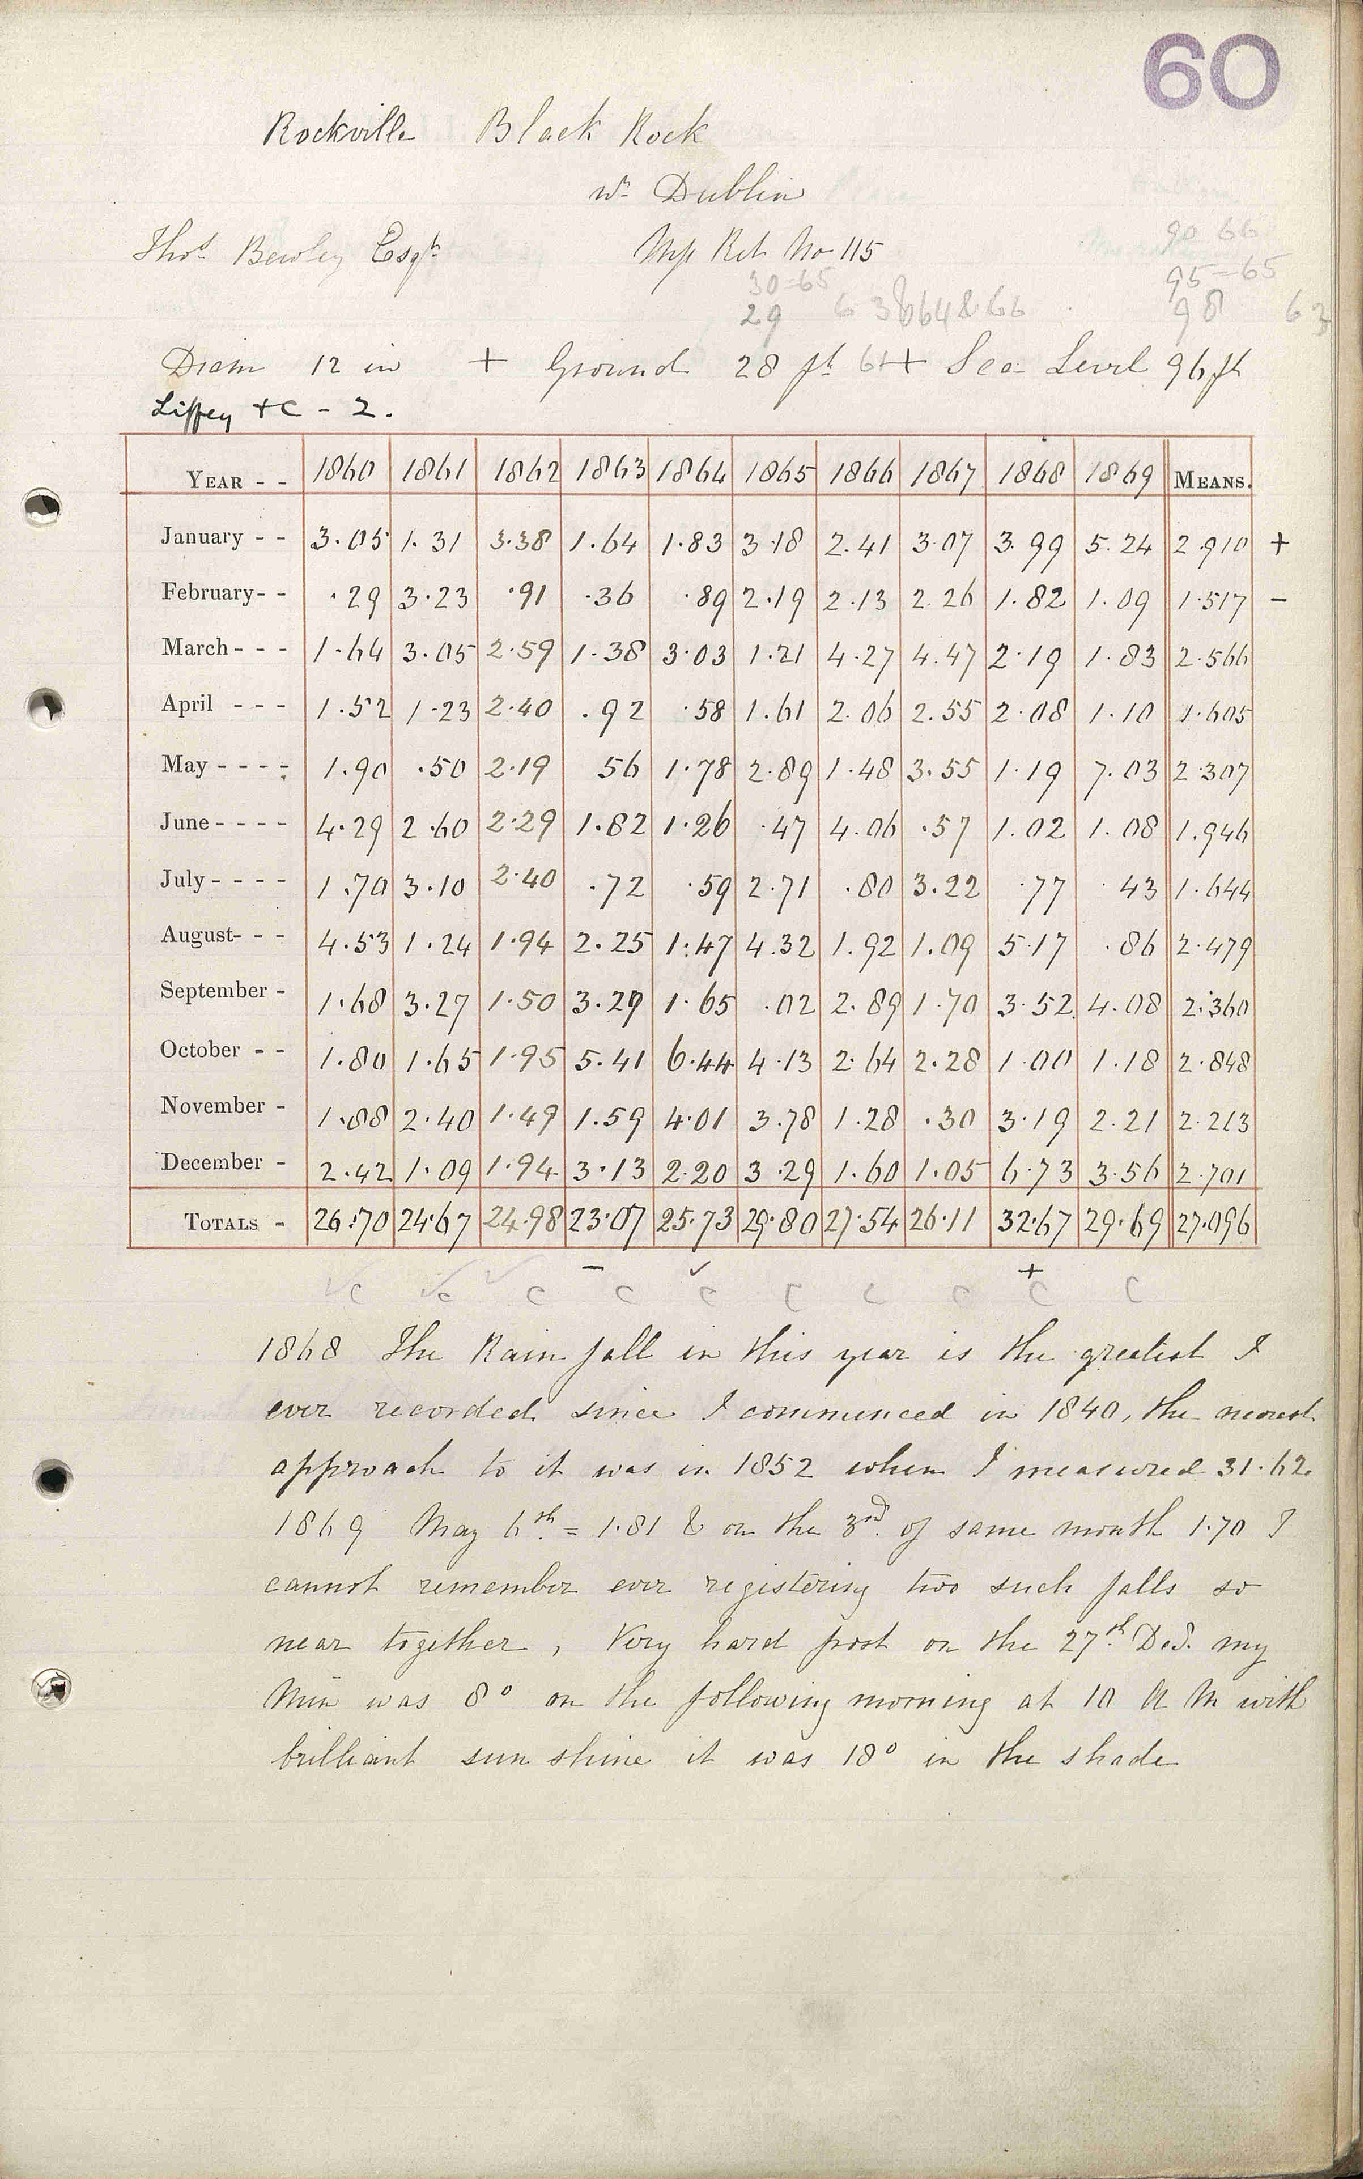 60
Rockville Black Rock
nr Dublin
Thos Bewley Esqr Mp Ret No 115
90 66
30-65 95-65
29 63 & 64 & 66 98 63
Diam 12 in + Ground 28 ft 61 + Sea Level 96 ft
Liffey + C - 2.
YEAR - - 1860 1861 1862 1863 1864 1865 1866 1867 1868 1869 MEANS.
January - - 3.05 1.31 3.38 1.64 1.83 3.18 2.41 3.07 3.99 5.24 2.910 +
February - - .29 3.23 .91 .36 .89 2.19 2.13 2.26 1.82 1.09 1.517 -
March - - - 1.64 3.05 2.59 1.38 3.03 1.21 4.27 4.47 2.19 1.83 2.566
April - - - 1.52 1.23 2.40 .92 .58 1.61 2.06 2.55 2.08 1.10 1.605
May - - - - 1.90 .50 2.19 56 1.78 2.89 1.48 3.55 1.19 7.03 2.307
June - - - - 4.29 2.60 2.29 1.82 1.26 .47 4.06 .57 1.02 1.08 1.946
July - - - - 1.70 3.10 2.40 .72 .59 2.71 .80 3.22 .77 .43 1.644
August - - - 4.53 1.24 1.94 2.25 1.47 4.32 1.92 1.09 5.17 .86 2.479
September - 1.68 3.27 1.50 3.29 1.65 .02 2.89 1.70 3.52 4.08 2.360
October - - 1.80 1.65 1.95 5.41 6.44 4.13 2.64 2.28 1.00 1.18 2.848
November - 1.88 2.40 1.49 1.59 4.01 3.78 1.28 .30 3.19 2.21 2.213
December - 2.42 1.09 1.94 3.13 2.20 3.29 1.60 1.05 6.73 3.56 2.701
TOTALS - 26.70 24.67 24.98 23.07 25.73 29.80 27.54 26.11 32.67 29.69 27.096
- ✓ +
✓c ✓c ✓c c c c c c c c
1868 The Rain fall in this year is the greatest I
ever recorded since I commenced in 1840, the nearest
approach to it was in 1852 when I measured 31.62
1869 May 6th = 1.81 & on the 3rd of same month 1.70 I
cannot remember ever registering two such falls so
near together, Very hard frost on the 27th Dec. my
Min was 8° on the following morning at 10 A M with
brilliant sun shine it was 18° in the shade